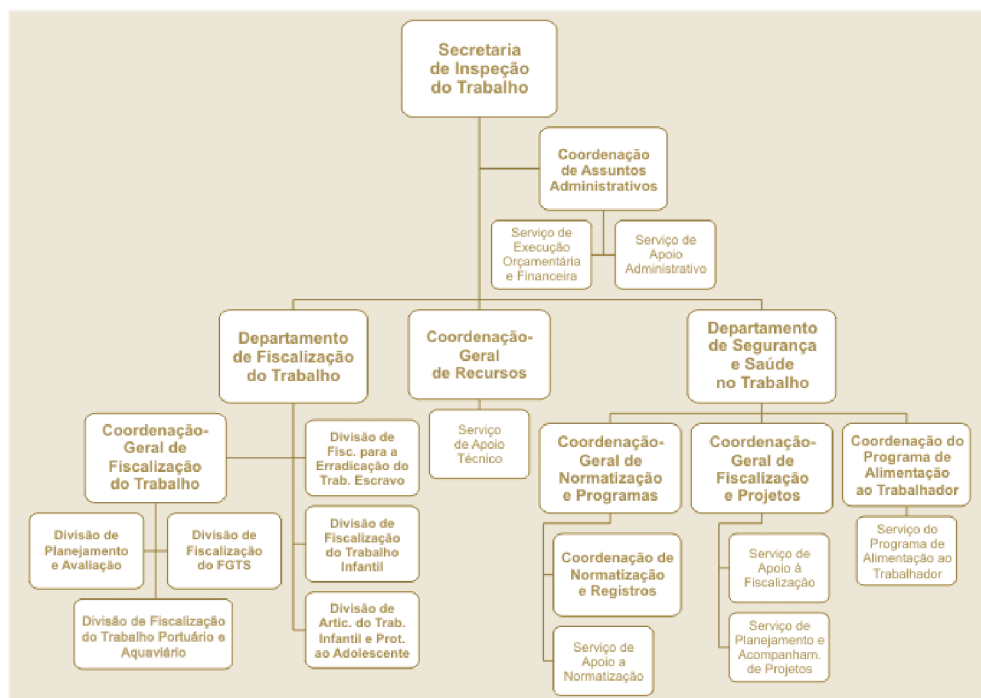 Secretaria
de Inspeção
do Trabalho
Coordenação
de Assuntos
Administrativos
Serviço de
Execução
Orçamentária
e Financeira
Serviço de
Apoio
Administrativo
Departamento
de Fiscalização
do Trabalho
Coordenação-
Geral
de Recursos
Departamento
de Segurança
e Saúde
no Trabalho
Coordenação-
Geral de
Fiscalização
do Trabalho
Divisão de
Fisc. para a
Erradicação do
Trab. Escravo
Serviço
de Apoio
Técnico
Coordenação-
Geral de
Normatização
e Programas
Coordenação-
Geral de
Fiscalização
e Projetos
Coordenação do
Programa de
Alimentação
ao Trabalhador
Divisão de
Planejamento
e Avaliação
Divisão de
Fiscalização
do FGTS
Divisão de
Fiscalização
do Trabalho
Infantil
Coordenação de
Normatização
e Registros
Serviço de
Apoio à
Fiscalização
Serviço do
Programa de
Alimentação ao
Trabalhador
Divisão de Fiscalização
do Trabalho Portuário e
Aquaviário
Divisão de
Artic. do Trab.
Infantil e Prot.
ao Adolescente
Serviço
de Apoio a
Normatização
Serviço de
Planejamento e
Acompanham.
de Projetos